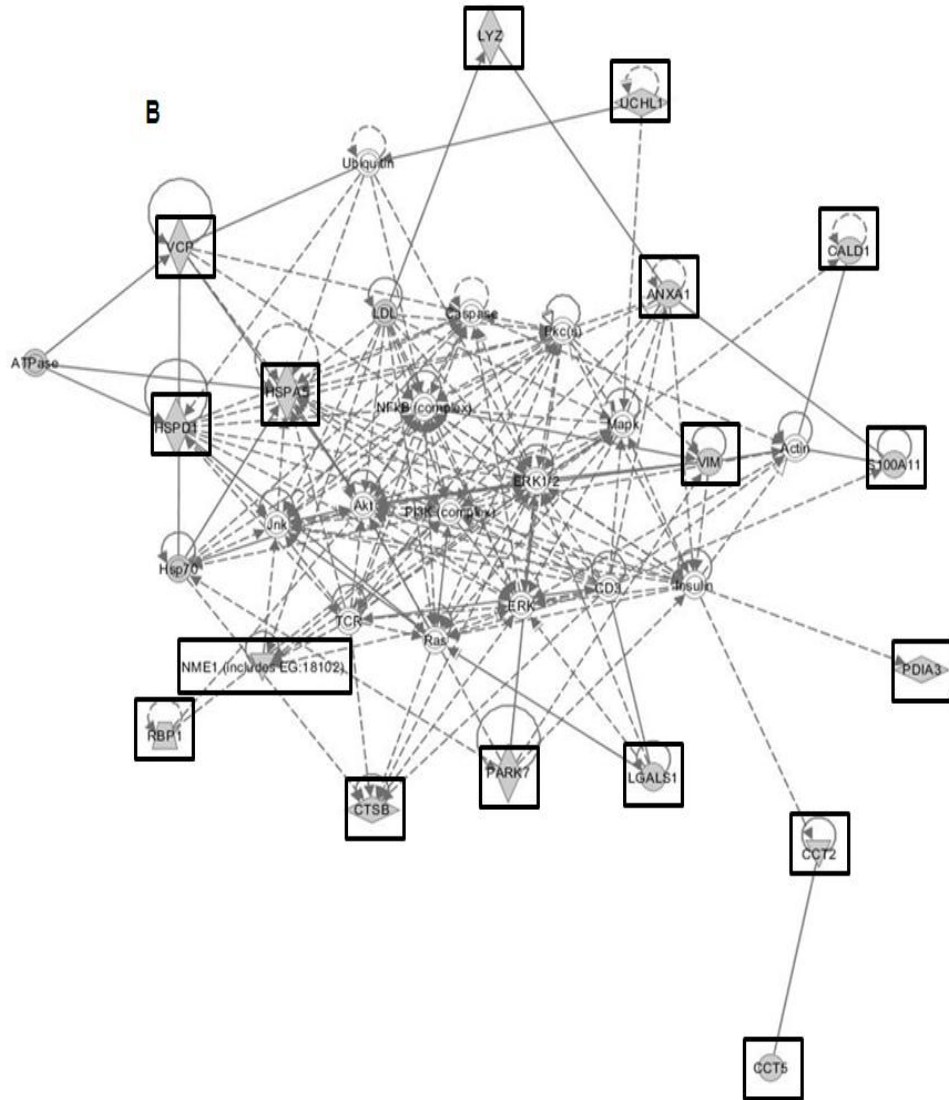 LYZ
UCHL1
B
Ubiquitin
VCP
CALD1
ANXA1
LDL
Caspase
Pkc(s)
ATPase
HSPA5
NFkB (complex)
HSPD1
Mapk
Actin
VIM
S100A11
ERK1/2
Akt
PI3K (complex)
Jnk
Hsp70
CD3
Insulin
ERK
TCR
Ras
NME1 (includes EG:18102)
PDIA3
RBP1
PARK7
LGALS1
CTSB
CCT2
CCT5